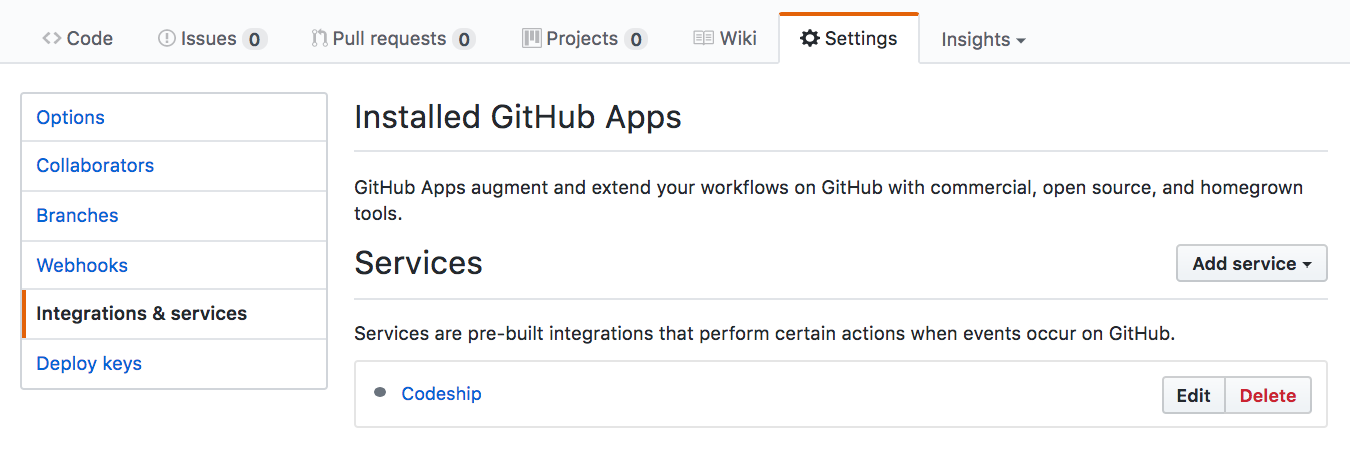 Code Issues 0 Pull requests 0 Projects 0 Wiki Settings Insights
Options
Collaborators
Branches
Webhooks
Integrations & services
Deploy keys
Installed GitHub Apps
GitHub Apps augment and extend your workflows on GitHub with commercial, open source, and homegrown
tools.
Services Add service
Services are pre-built integrations that perform certain actions when events occur on GitHub.
Codeship Edit Delete